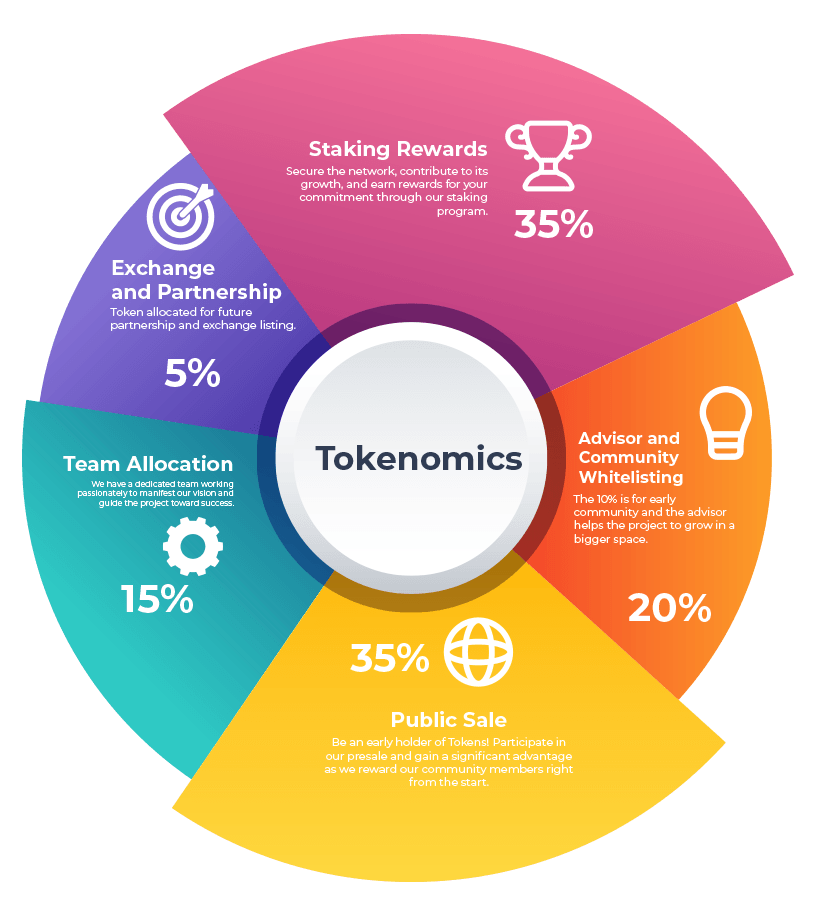 Staking Rewards
Secure the network, contribute to its
growth, and earn rewards for your
commitment through our staking
program.
35%
Exchange
and Partnership
Token allocated for future
partnership and exchange listing.
5%
Tokenomics
Advisor and
Community
Whitelisting
The 10% is for early
community and the advisor
helps the project to grow in a
bigger space.
20%
Team Allocation
We have a dedicated team working
passionately to manifest our vision and
guide the project toward success.
15%
35%
Public Sale
Be an early holder of Tokens! Participate in
our presale and gain a significant advantage
as we reward our community members right
from the start.